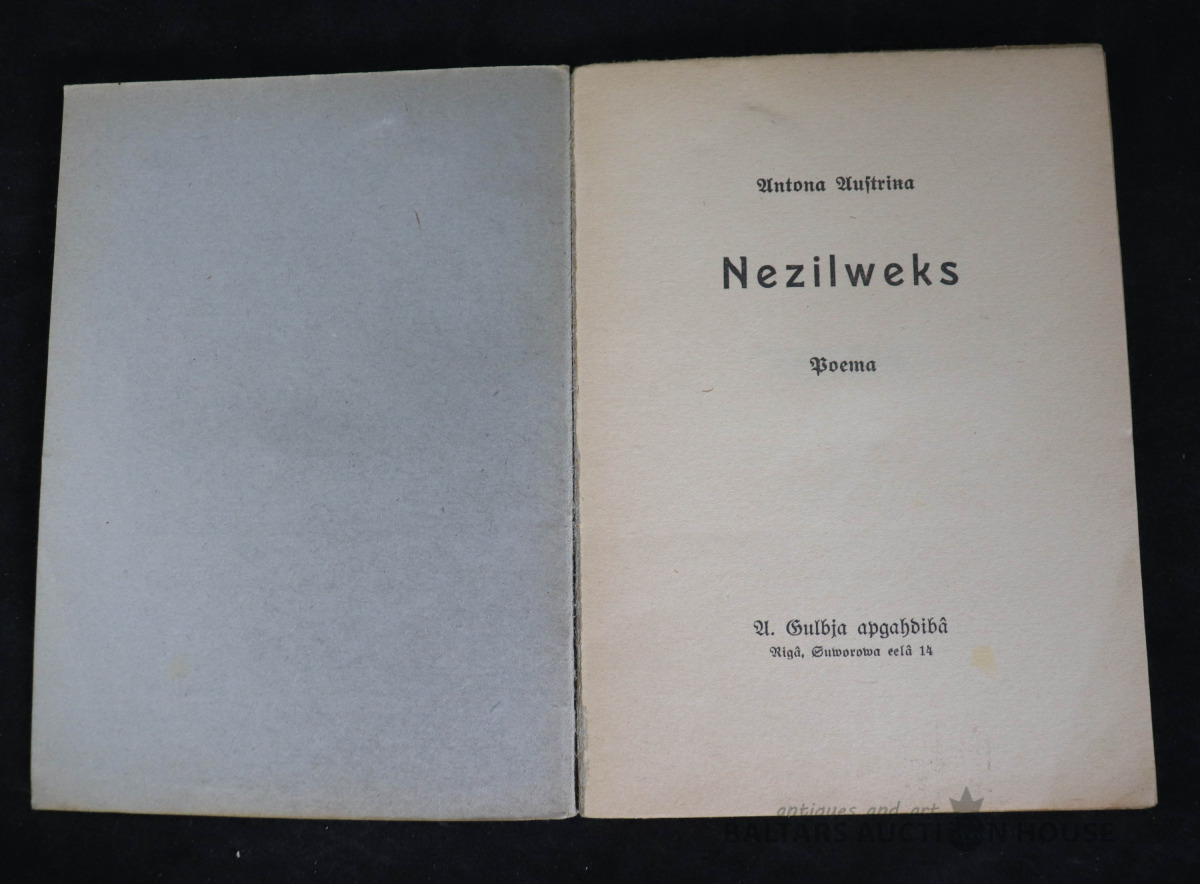 Antona Auſtrina
Nezilweks
Poema
A. Gulbja apgahdibâ
Rigâ, Suworowa eelâ 14
antiques and art
BALTARS AUCTION HOUSE